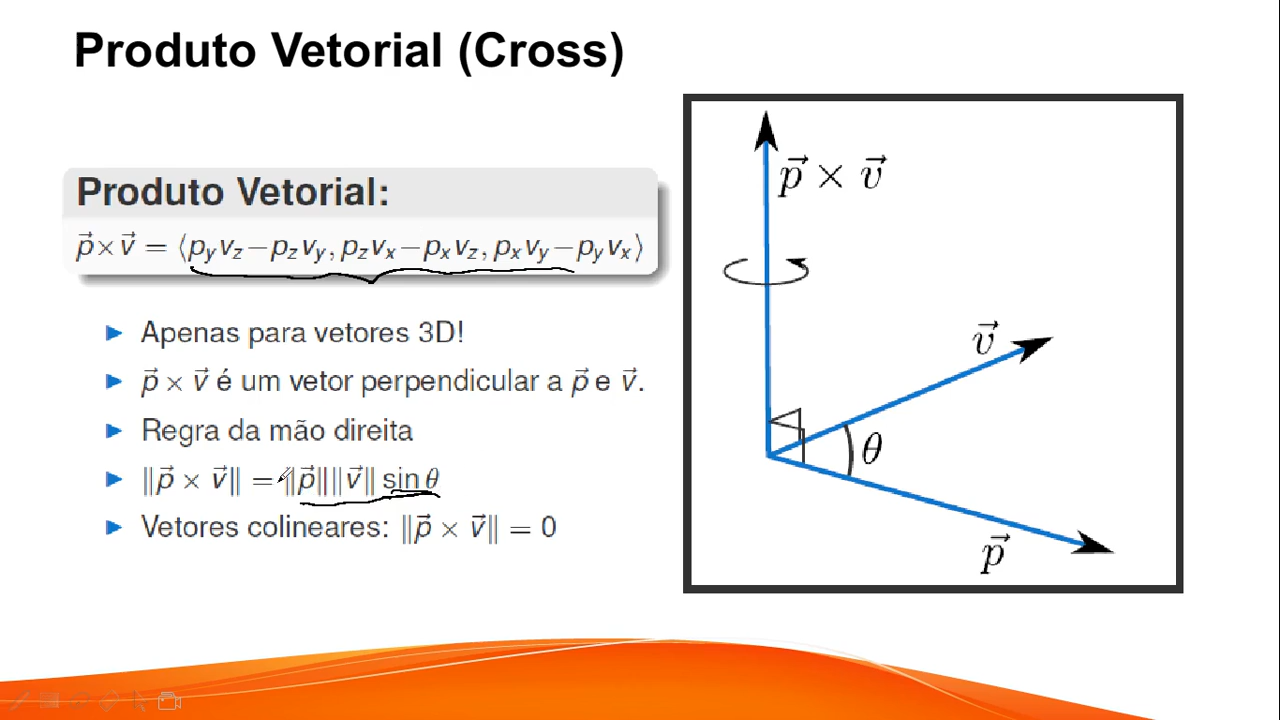 Produto Vetorial (Cross)
Produto Vetorial:
p⃗×v⃗ = ⟨p_y v_z − p_z v_y, p_z v_x − p_x v_z, p_x v_y − p_y v_x⟩
► Apenas para vetores 3D!
► p⃗ × v⃗ é um vetor perpendicular a p⃗ e v⃗.
► Regra da mão direita
► ‖p⃗ × v⃗‖ = ‖p⃗‖‖v⃗‖ sin θ
► Vetores colineares: ‖p⃗ × v⃗‖ = 0
p⃗ × v⃗
v⃗
θ
p⃗